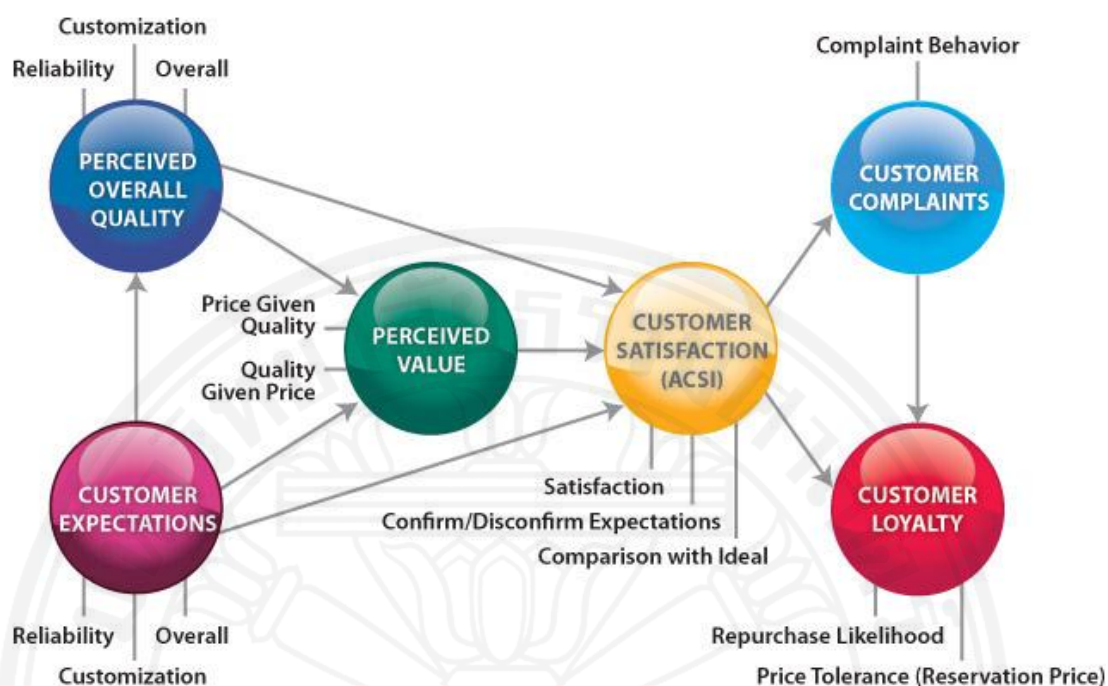 Customization
Reliability
Overall
PERCEIVED
OVERALL
QUALITY
Complaint Behavior
CUSTOMER
COMPLAINTS
Price Given
Quality
Quality
Given Price
PERCEIVED
VALUE
CUSTOMER
SATISFACTION
(ACSI)
Satisfaction
Confirm/Disconfirm Expectations
Comparison with Ideal
CUSTOMER
EXPECTATIONS
Reliability
Overall
Customization
CUSTOMER
LOYALTY
Repurchase Likelihood
Price Tolerance (Reservation Price)